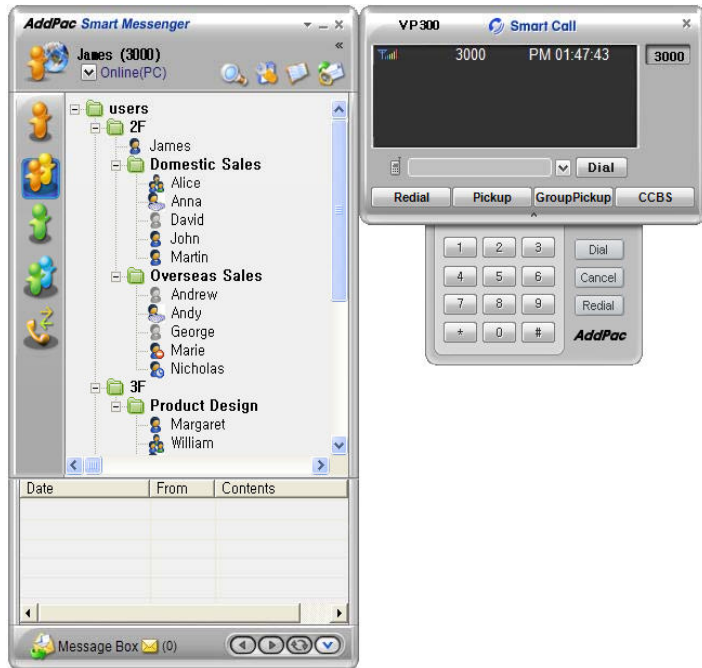 AddPac Smart Messenger
James (3000)
Online(PC)
users
2F
James
Domestic Sales
Alice
Anna
David
John
Martin
Overseas Sales
Andrew
Andy
George
Marie
Nicholas
3F
Product Design
Margaret
William
Date From Contents
Message Box (0)
VP300 Smart Call
3000 PM 01:47:43 3000
Dial
Redial Pickup GroupPickup CCBS
1 2 3 Dial
4 5 6 Cancel
7 8 9 Redial
* 0 # AddPac